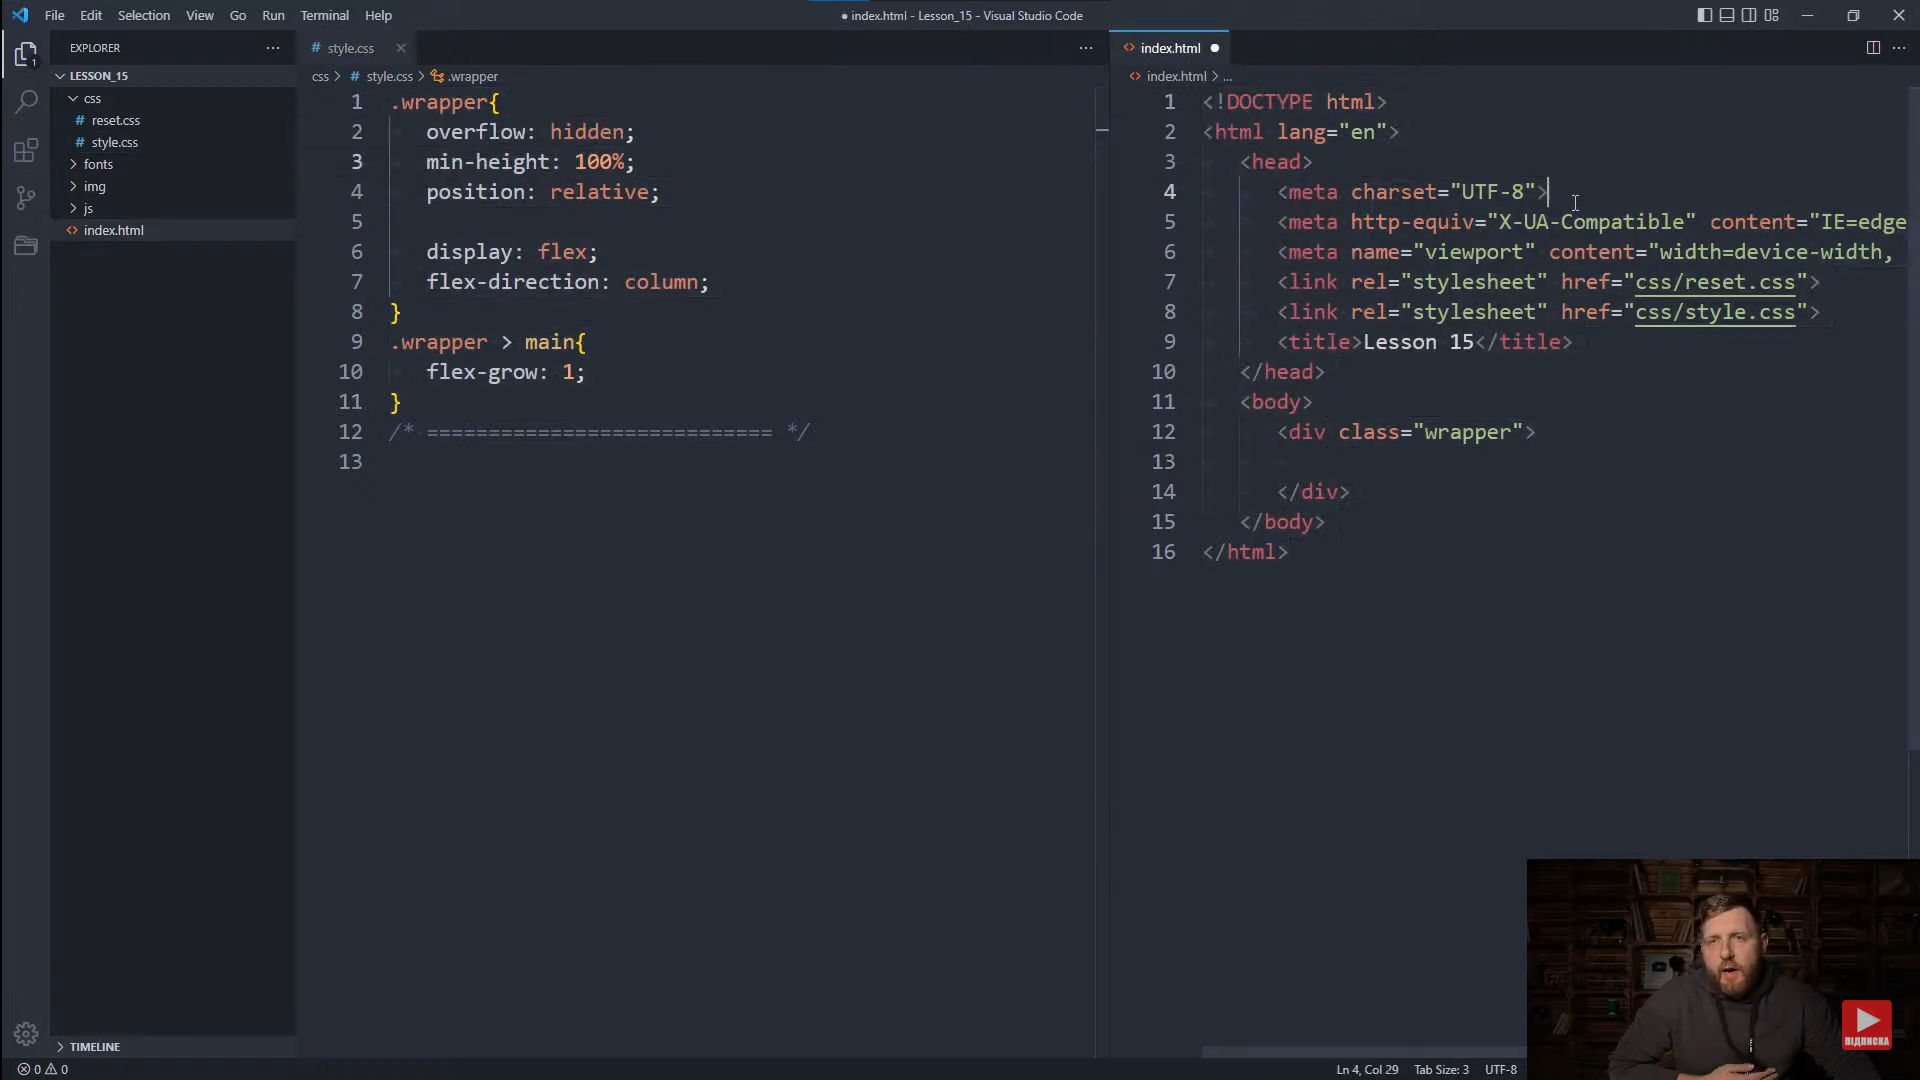 File Edit Selection View Go Run Terminal Help
● index.html - Lesson_15 - Visual Studio Code
EXPLORER
LESSON_15
css
# reset.css
# style.css
fonts
img
js
<> index.html
TIMELINE
1
# style.css
css > # style.css > .wrapper
1 .wrapper{
2 overflow: hidden;
3 min-height: 100%;
4 position: relative;
5
6 display: flex;
7 flex-direction: column;
8 }
9 .wrapper > main{
10 flex-grow: 1;
11 }
12 /* ============================ */
13
<> index.html ●
<> index.html > ...
1 <!DOCTYPE html>
2 <html lang="en">
3 <head>
4 <meta charset="UTF-8">
5 <meta http-equiv="X-UA-Compatible" content="IE=edge
6 <meta name="viewport" content="width=device-width,
7 <link rel="stylesheet" href="css/reset.css">
8 <link rel="stylesheet" href="css/style.css">
9 <title>Lesson 15</title>
10 </head>
11 <body>
12 <div class="wrapper">
13
14 </div>
15 </body>
16 </html>
ПІДПИСКА
0 0
Ln 4, Col 29 Tab Size: 3 UTF-8